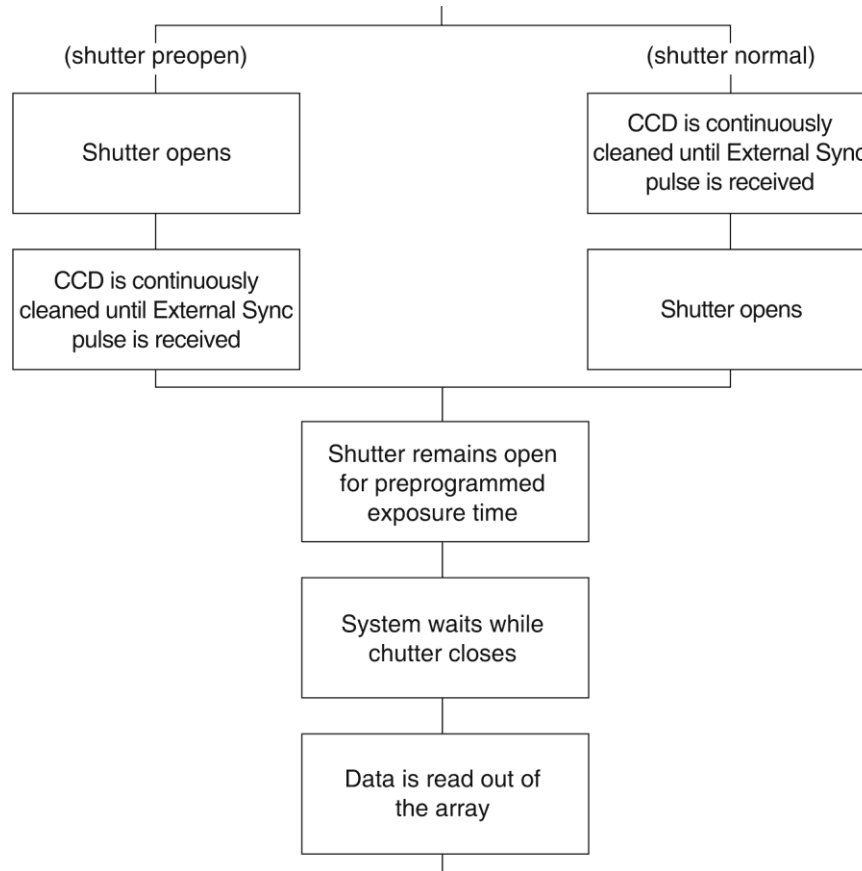 (shutter preopen)
(shutter normal)
Shutter opens
CCD is continuously
cleaned until External Sync
pulse is received
CCD is continuously
cleaned until External Sync
pulse is received
Shutter opens
Shutter remains open
for preprogrammed
exposure time
System waits while
chutter closes
Data is read out of
the array